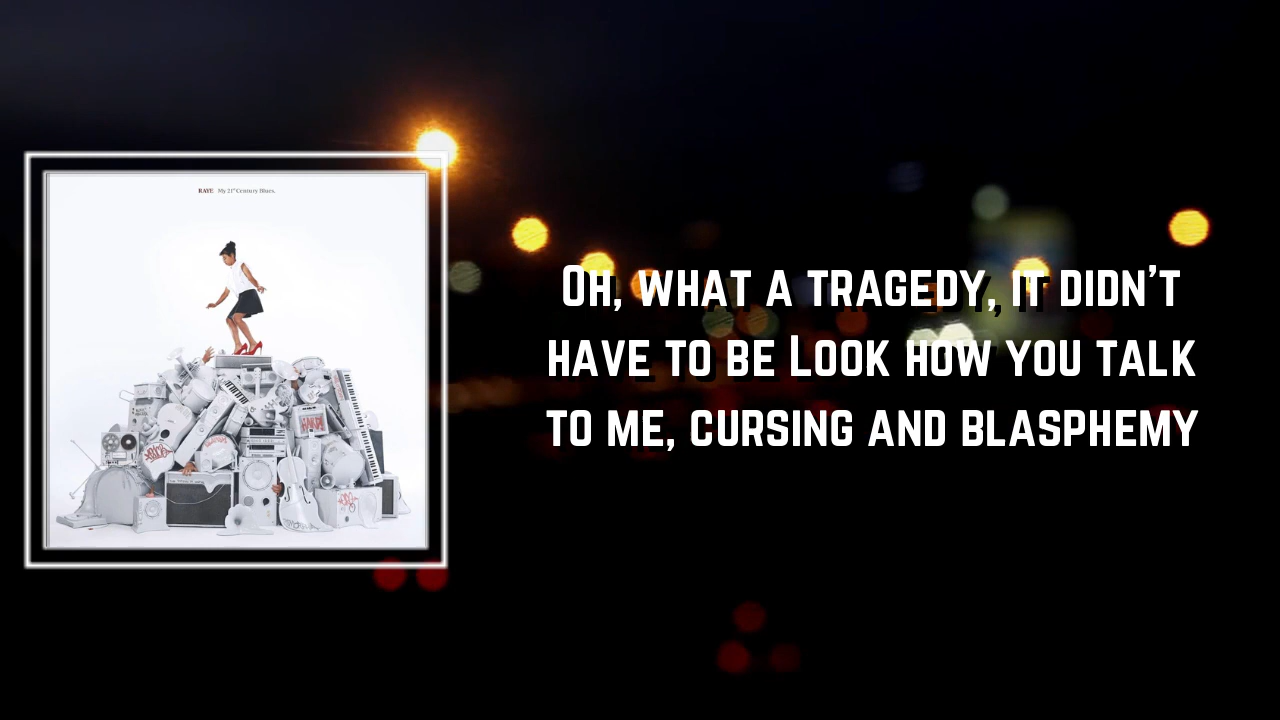 RAYE My 21st Century Blues.
OH, WHAT A TRAGEDY, IT DIDN'T
HAVE TO BE LOOK HOW YOU TALK
TO ME, CURSING AND BLASPHEMY